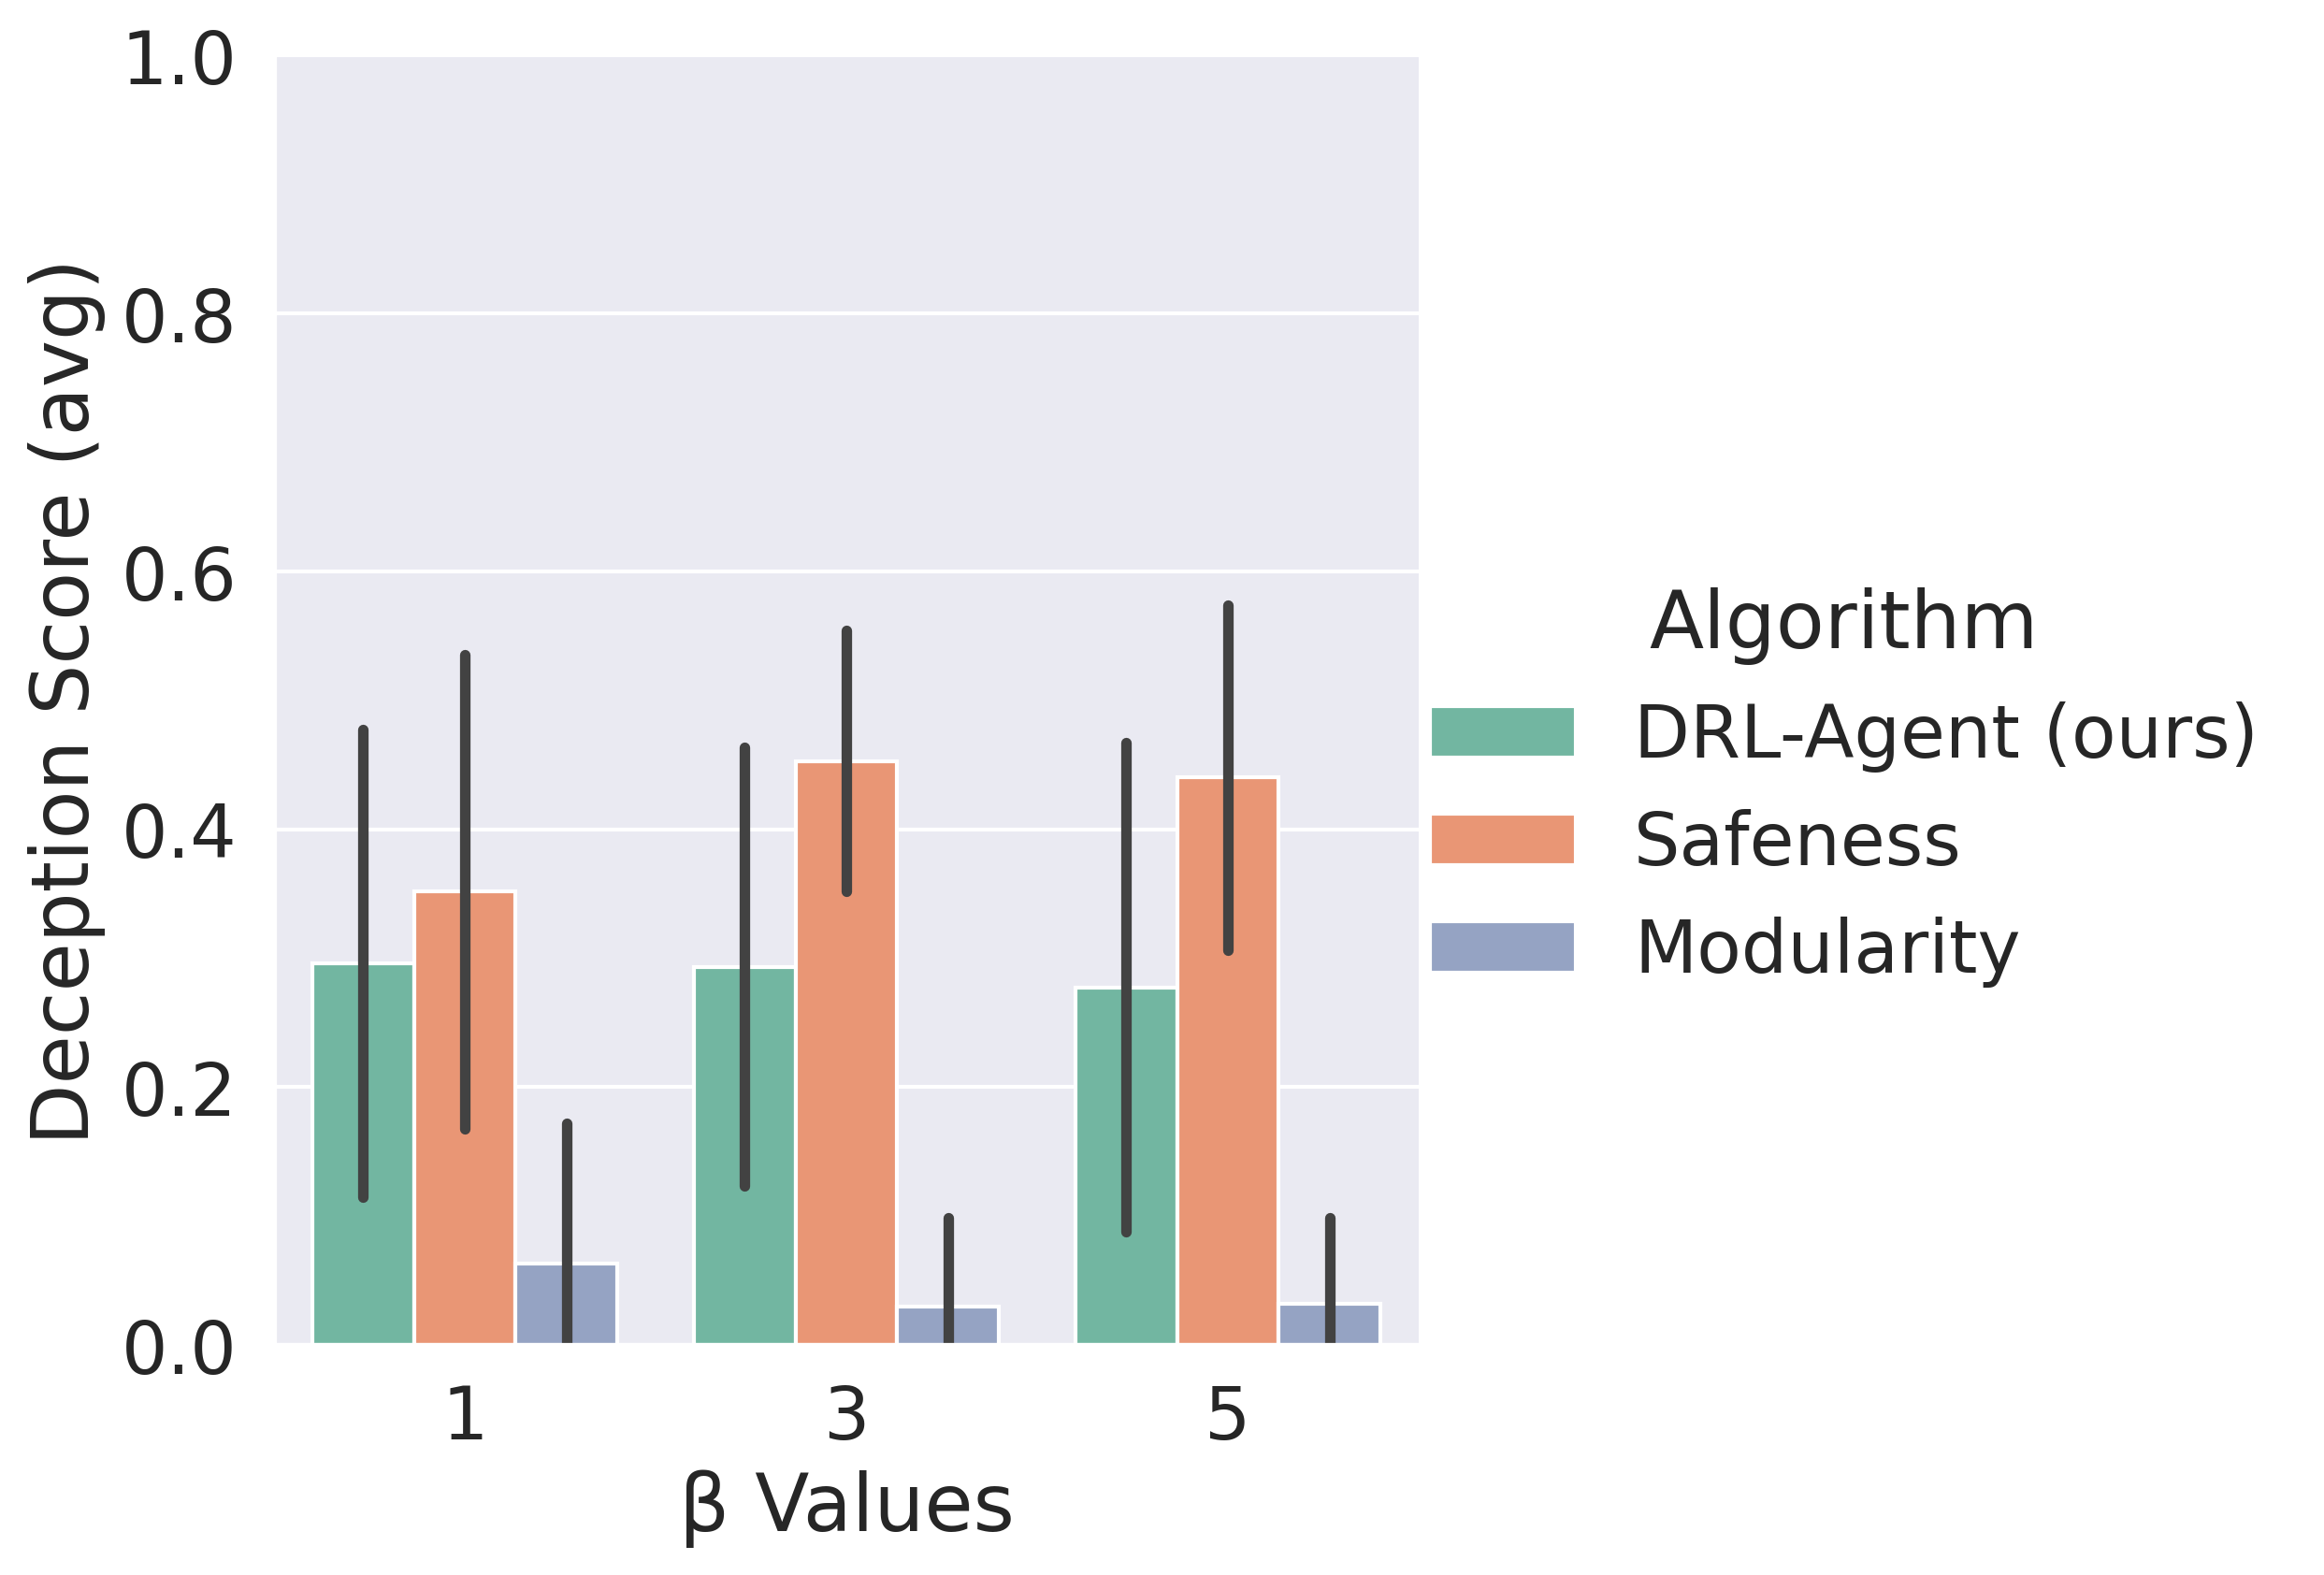 Deception Score (avg)
1.0
0.8
0.6
0.4
0.2
0.0
1 3 5
β Values
Algorithm
DRL-Agent (ours)
Safeness
Modularity